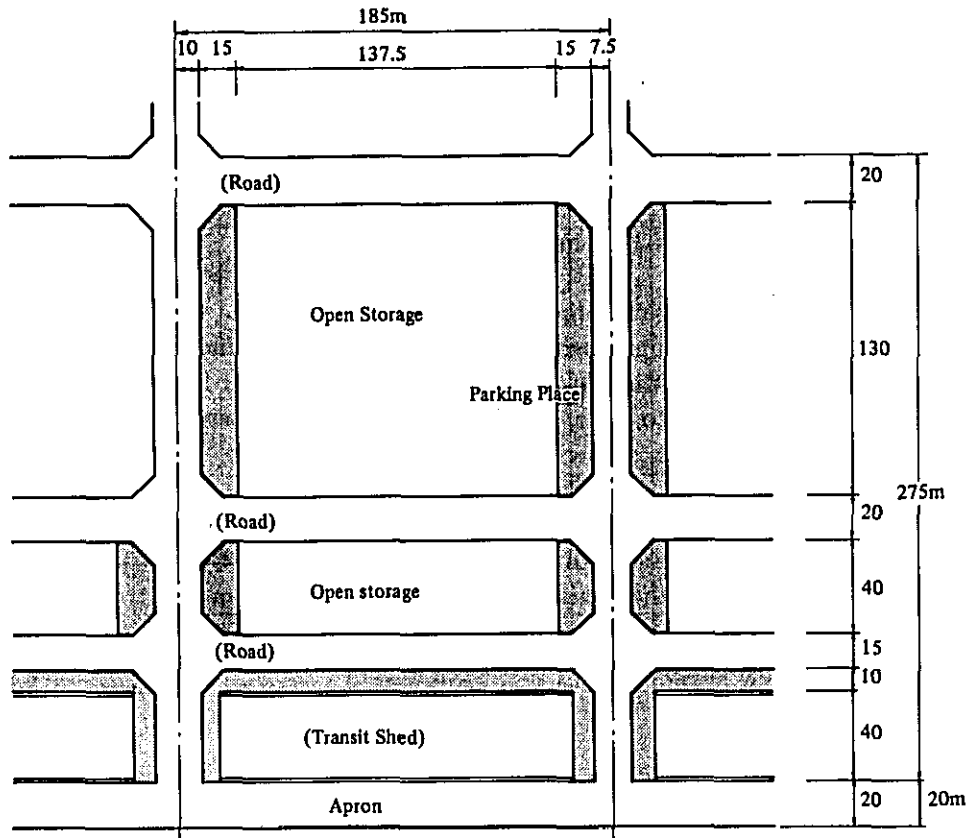 185m
10 15 137.5 15 7.5
(Road)
20
Open Storage
130
Parking Place
275m
(Road)
20
Open storage
40
(Road)
15
10
(Transit Shed)
40
Apron
20
20m